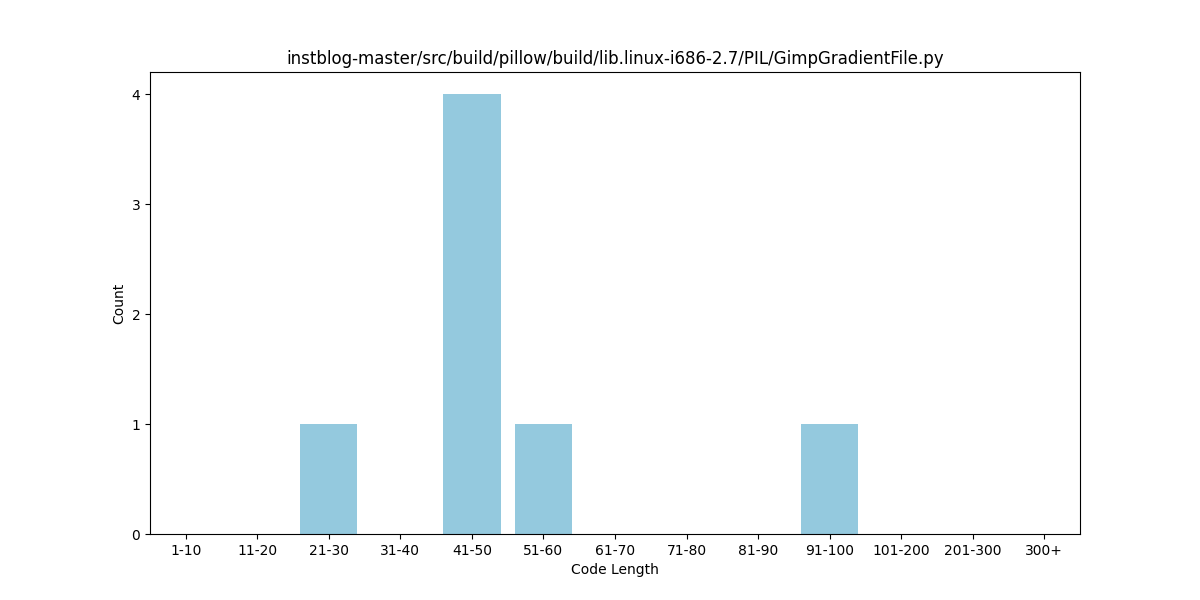 instblog-master/src/build/pillow/build/lib.linux-i686-2.7/PIL/GimpGradientFile.py
4
3
2
1
0
Count
1-10 11-20 21-30 31-40 41-50 51-60 61-70 71-80 81-90 91-100 101-200 201-300 300+
Code Length